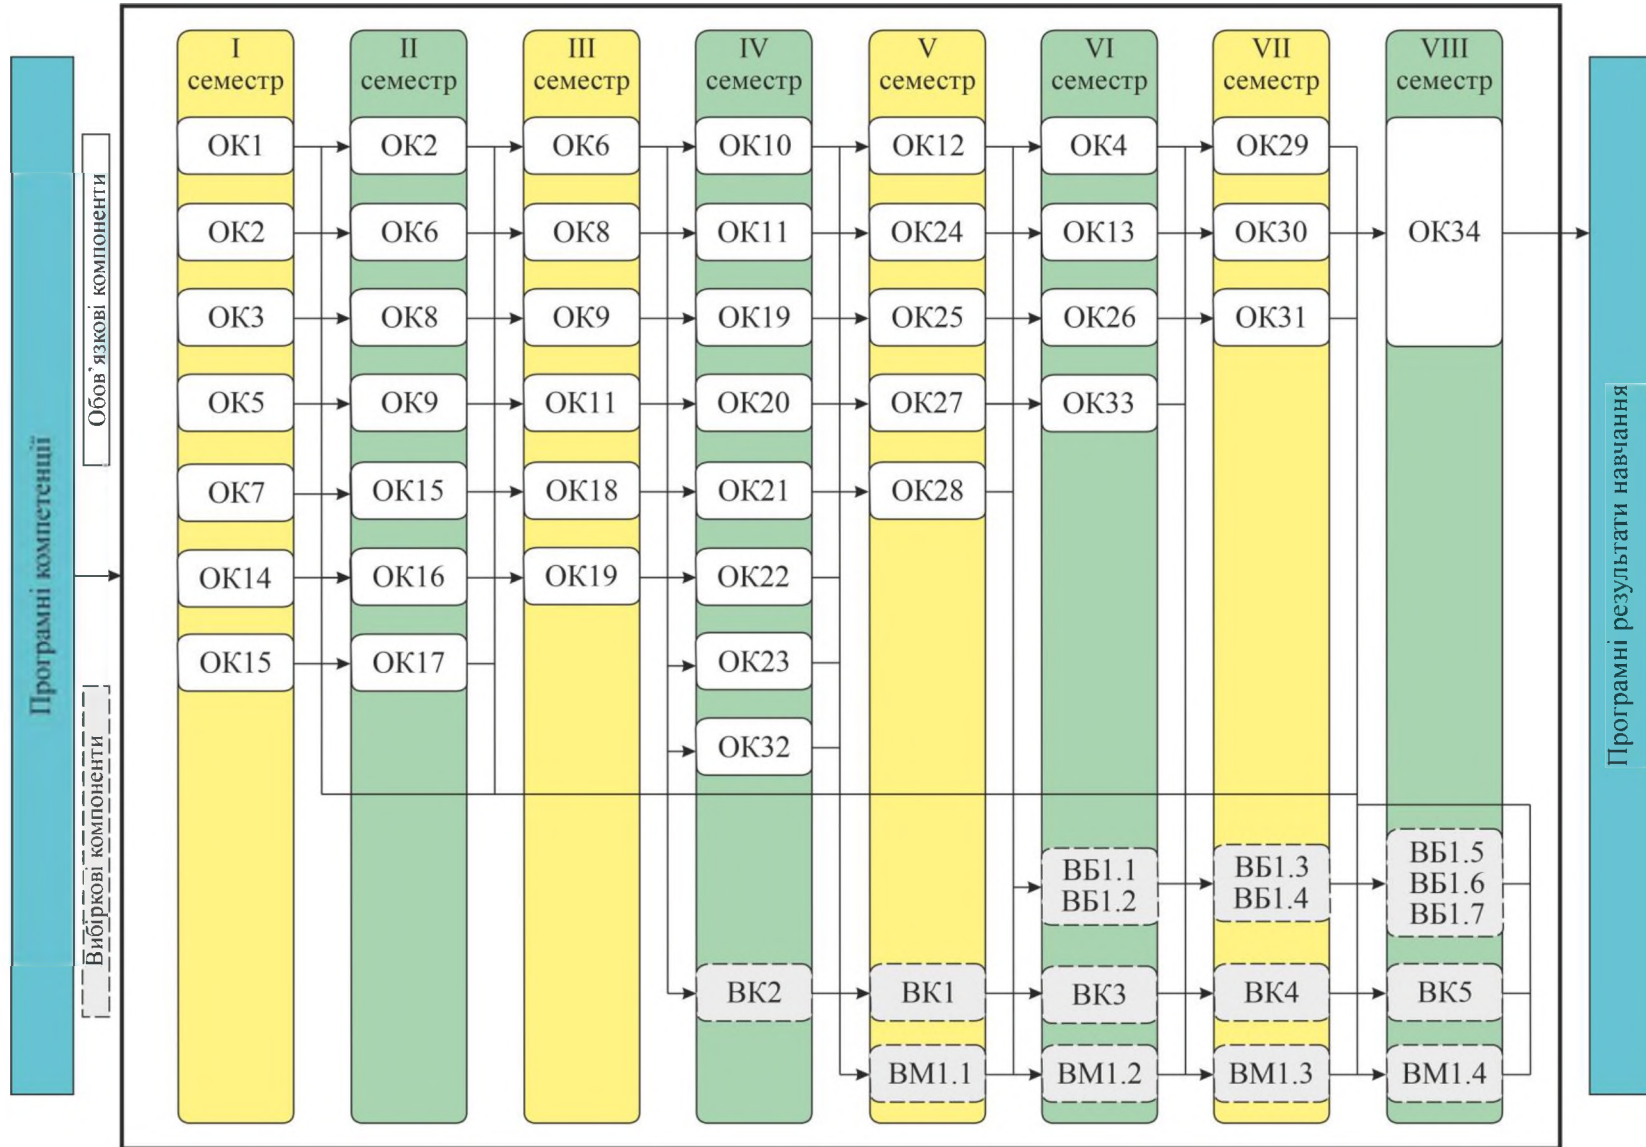 Програмні компетенції
Обов’язкові компоненти
Вибіркові компоненти
I
семестр
ОК1
ОК2
ОК3
ОК5
ОК7
ОК14
ОК15
II
семестр
ОК2
ОК6
ОК8
ОК9
ОК15
ОК16
ОК17
III
семестр
ОК6
ОК8
ОК9
ОК11
ОК18
ОК19
IV
семестр
ОК10
ОК11
ОК19
ОК20
ОК21
ОК22
ОК23
ОК32
ВК2
V
семестр
ОК12
ОК24
ОК25
ОК27
ОК28
ВК1
ВМ1.1
VI
семестр
ОК4
ОК13
ОК26
ОК33
ВБ1.1
ВБ1.2
ВК3
ВМ1.2
VII
семестр
ОК29
ОК30
ОК31
ВБ1.3
ВБ1.4
ВК4
ВМ1.3
VIII
семестр
ОК34
ВБ1.5
ВБ1.6
ВБ1.7
ВК5
ВМ1.4
Програмні результати навчання